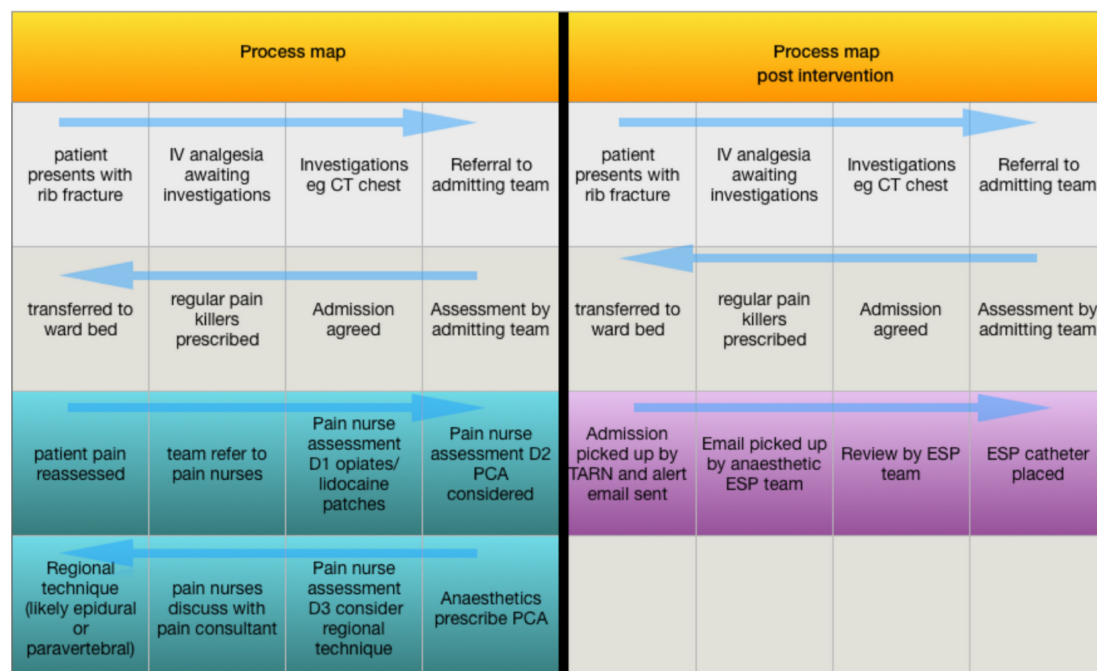 Process map
patient
presents with
rib fracture
IV analgesia
awaiting
investigations
Investigations
eg CT chest
Referral to
admitting team
transferred to
ward bed
regular pain
killers
prescribed
Admission
agreed
Assessment by
admitting team
patient pain
reassessed
team refer to
pain nurses
Pain nurse
assessment
D1 opiates/
lidocaine
patches
Pain nurse
assessment D2
PCA
considered
Regional
technique
(likely epidural
or
paravertebral)
pain nurses
discuss with
pain consultant
Pain nurse
assessment
D3 consider
regional
technique
Anaesthetics
prescribe PCA
Process map
post intervention
patient
presents with
rib fracture
IV analgesia
awaiting
investigations
Investigations
eg CT chest
Referral to
admitting team
transferred to
ward bed
regular pain
killers
prescribed
Admission
agreed
Assessment by
admitting team
Admission
picked up by
TARN and alert
email sent
Email picked up
by anaesthetic
ESP team
Review by ESP
team
ESP catheter
placed